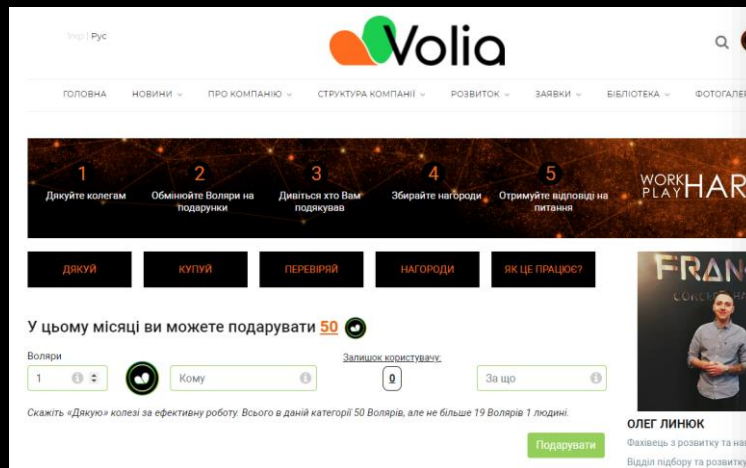 Укр | Рус
Volia
ГОЛОВНА НОВИНИ ПРО КОМПАНІЮ СТРУКТУРА КОМПАНІЇ РОЗВИТОК ЗАЯВКИ БІБЛІОТЕКА ФОТОГАЛЕР
1 2 3 4 5
Дякуйте колегам
Обмінюйте Воляри на
подарунки
Дивіться хто Вам
подякував
Збирайте нагороди
Отримуйте відповіді на
питання
WORK
PLAY HAR
ДЯКУЙ КУПУЙ ПЕРЕВІРЯЙ НАГОРОДИ ЯК ЦЕ ПРАЦЮЄ?
У цьому місяці ви можете подарувати 50
Воляри
1
Кому
Залишок користувачу:
0
За що
Скажіть «Дякую» колезі за ефективну роботу. Всього в даній категорії 50 Волярів, але не більше 19 Волярів 1 людині.
Подарувати
ОЛЕГ ЛИНЮК
Фахівець з розвитку та на
Відділ підбору та розвитку